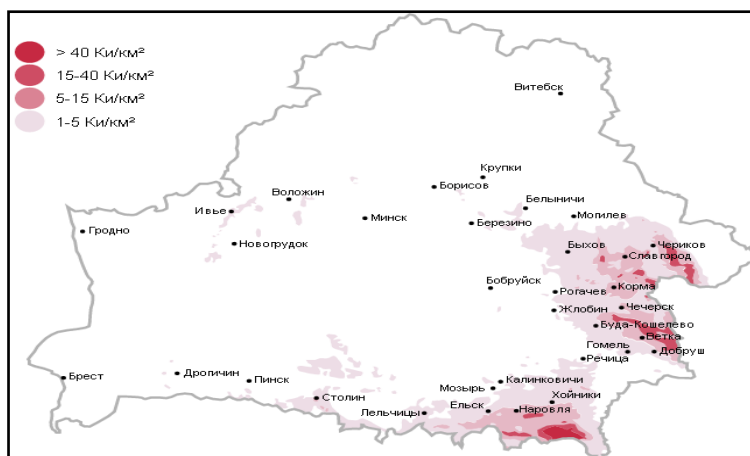 > 40 Ки/км²
15-40 Ки/км²
5-15 Ки/км²
1-5 Ки/км²
Витебск
Крупки
Борисов
Воложин
Белыничи
Ивье
Минск
Березино
Могилев
Гродно
Новогрудок
Быхов
Чериков
Славгород
Бобруйск
Рогачев
Корма
Жлобин
Чечерск
Буда-Кошелево
Ветка
Гомель
Добруш
Речица
Брест
Дрогичин
Пинск
Калинковичи
Мозырь
Столин
Хойники
Лельчицы
Ельск
Наровля